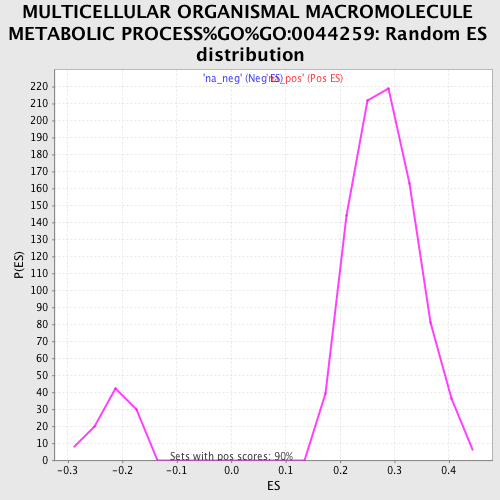 MULTICELLULAR ORGANISMAL MACROMOLECULE
METABOLIC PROCESS%GO%GO:0044259: Random ES
distribution
'na_neg' (Neg ES)
'na_pos' (Pos ES)
220
210
200
190
180
170
160
150
140
130
120
110
100
90
80
70
60
50
40
30
20
10
0
P(ES)
Sets with pos scores: 90%
-0.3 -0.2 -0.1 0.0 0.1 0.2 0.3 0.4
ES